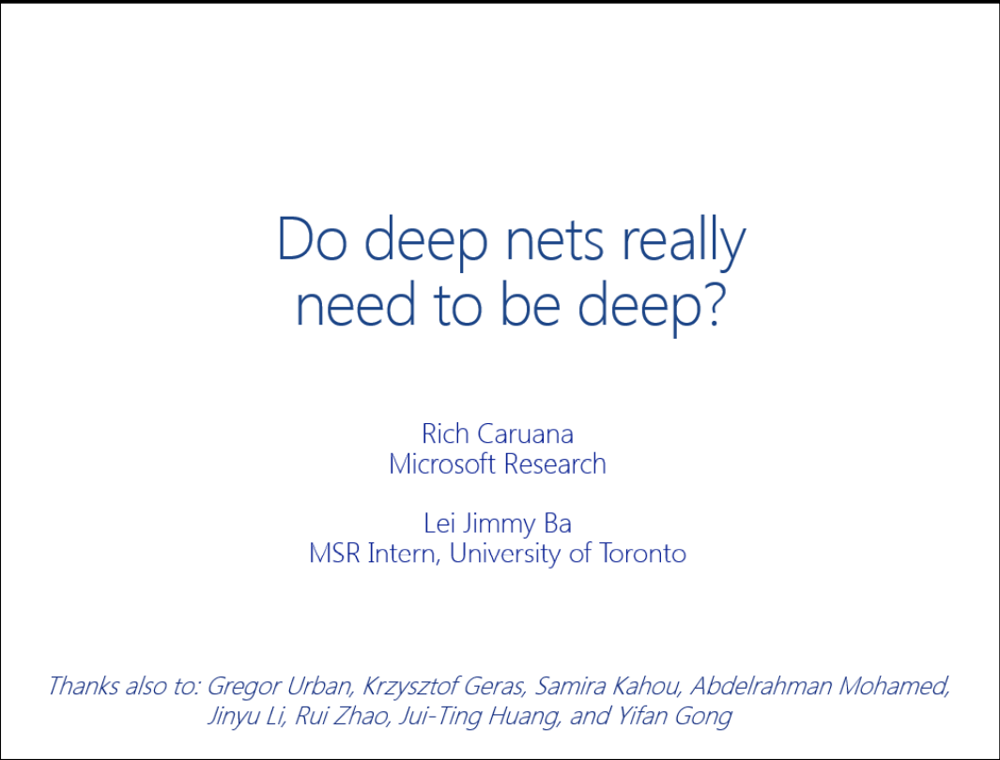 Do deep nets really
need to be deep?
Rich Caruana
Microsoft Research
Lei Jimmy Ba
MSR Intern, University of Toronto
Thanks also to: Gregor Urban, Krzysztof Geras, Samira Kahou, Abdelrahman Mohamed,
Jinyu Li, Rui Zhao, Jui-Ting Huang, and Yifan Gong